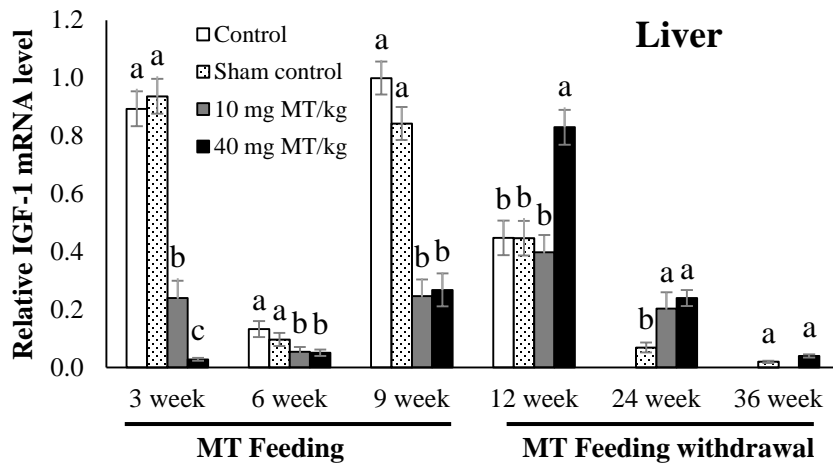 Liver
Relative IGF-1 mRNA level
1.2
1.0
0.8
0.6
0.4
0.2
0.0
Control
Sham control
10 mg MT/kg
40 mg MT/kg
a a b c
a a b b
a a b b
b b b a
b a a
a a
3 week 6 week 9 week 12 week 24 week 36 week
MT Feeding MT Feeding withdrawal